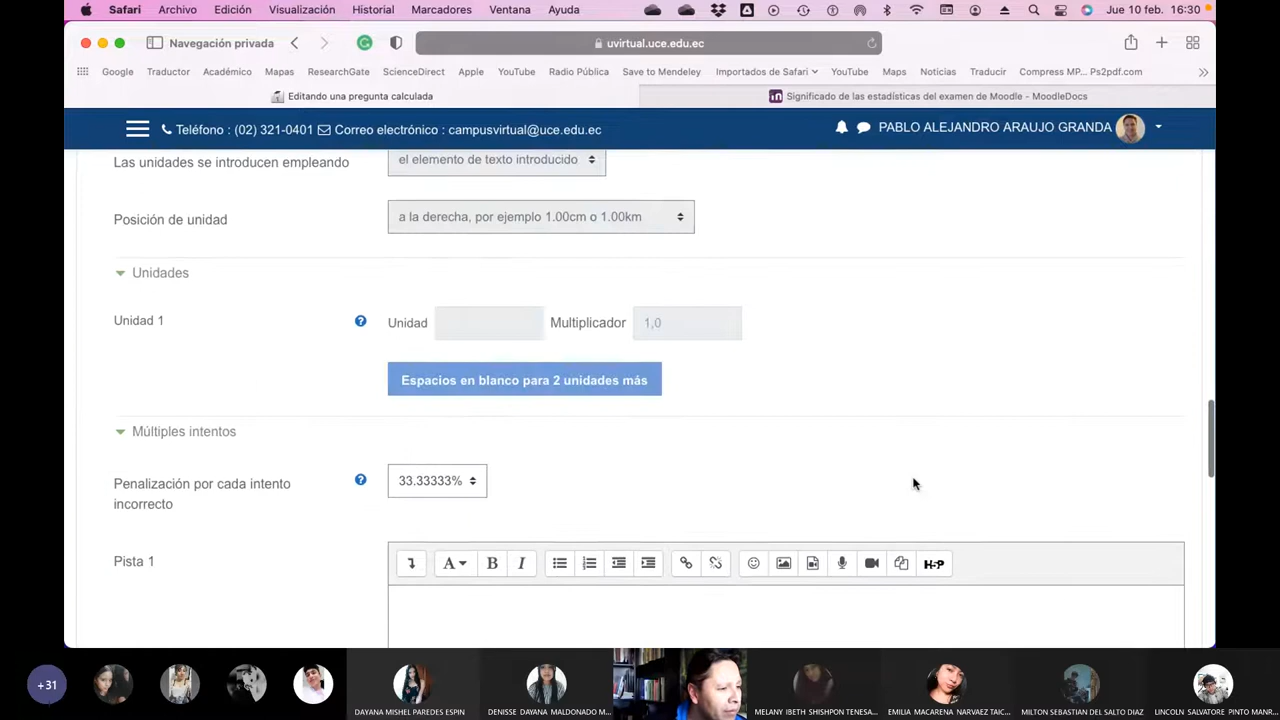 Safari Archivo Edición Visualización Historial Marcadores Ventana Ayuda Jue 10 feb. 16:30
Navegación privada uvirtual.uce.edu.ec
Google Traductor Académico Mapas ResearchGate ScienceDirect Apple YouTube Radio Pública Save to Mendeley Importados de Safari YouTube Maps Noticias Traducir Compress MP... Ps2pdf.com
Editando una pregunta calculada Significado de las estadísticas del examen de Moodle - MoodleDocs
Teléfono : (02) 321-0401 Correo electrónico : campusvirtual@uce.edu.ec PABLO ALEJANDRO ARAUJO GRANDA
Las unidades se introducen empleando el elemento de texto introducido
Posición de unidad a la derecha, por ejemplo 1.00cm o 1.00km
Unidades
Unidad 1 Unidad Multiplicador 1,0
Espacios en blanco para 2 unidades más
Múltiples intentos
Penalización por cada intento 33.33333%
incorrecto
Pista 1 A B I H5P
+31
DAYANA MISHEL PAREDES ESPIN DENISSE DAYANA MALDONADO M... MELANY IBETH SHISHPON TENESA... EMILIA MACARENA NARVAEZ TAIC... MILTON SEBASTIAN DEL SALTO DIAZ LINCOLN SALVATORE PINTO MANR...